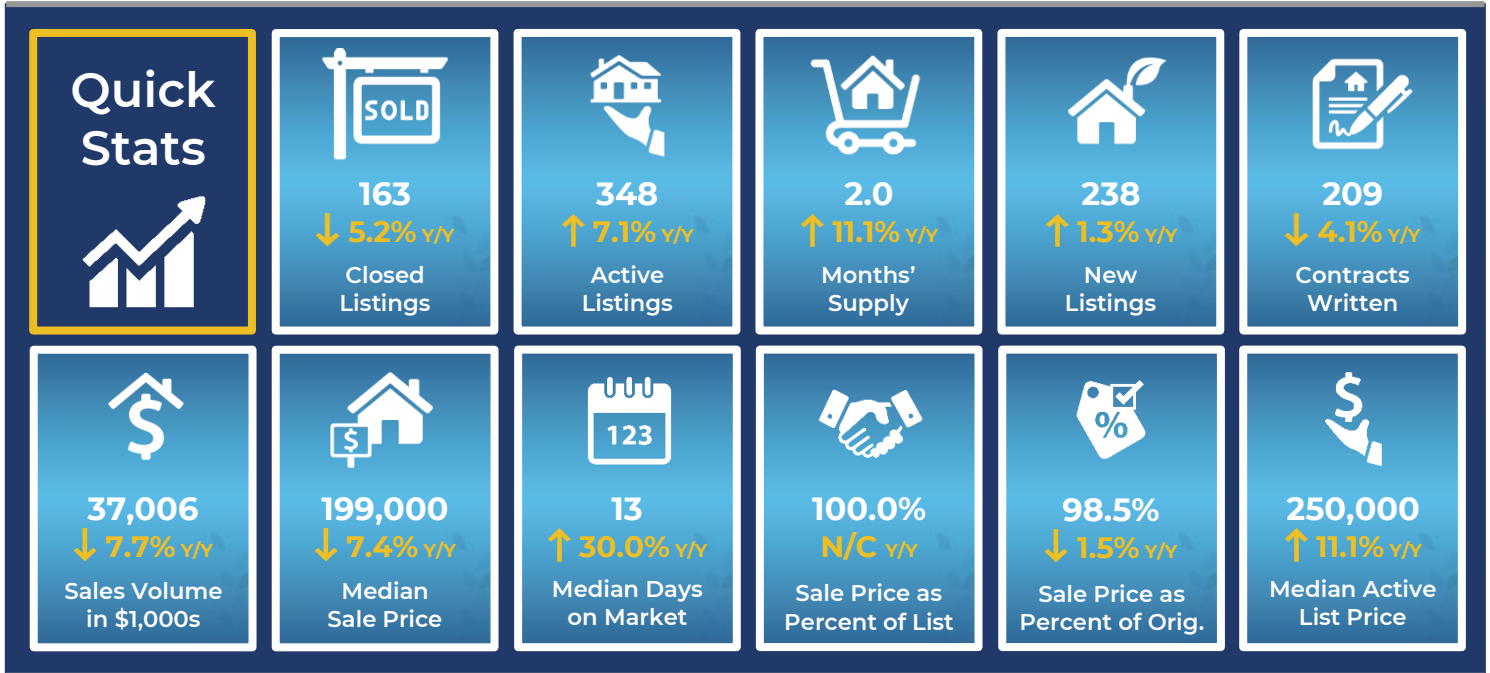 Quick
Stats
SOLD
163
↓ 5.2% Y/Y
Closed
Listings
348
↑ 7.1% Y/Y
Active
Listings
2.0
↑ 11.1% Y/Y
Months’
Supply
238
↑ 1.3% Y/Y
New
Listings
209
↓ 4.1% Y/Y
Contracts
Written
$
37,006
↓ 7.7% Y/Y
Sales Volume
in $1,000s
$
199,000
↓ 7.4% Y/Y
Median
Sale Price
123
13
↑ 30.0% Y/Y
Median Days
on Market
100.0%
N/C Y/Y
Sale Price as
Percent of List
%
98.5%
↓ 1.5% Y/Y
Sale Price as
Percent of Orig.
$
250,000
↑ 11.1% Y/Y
Median Active
List Price